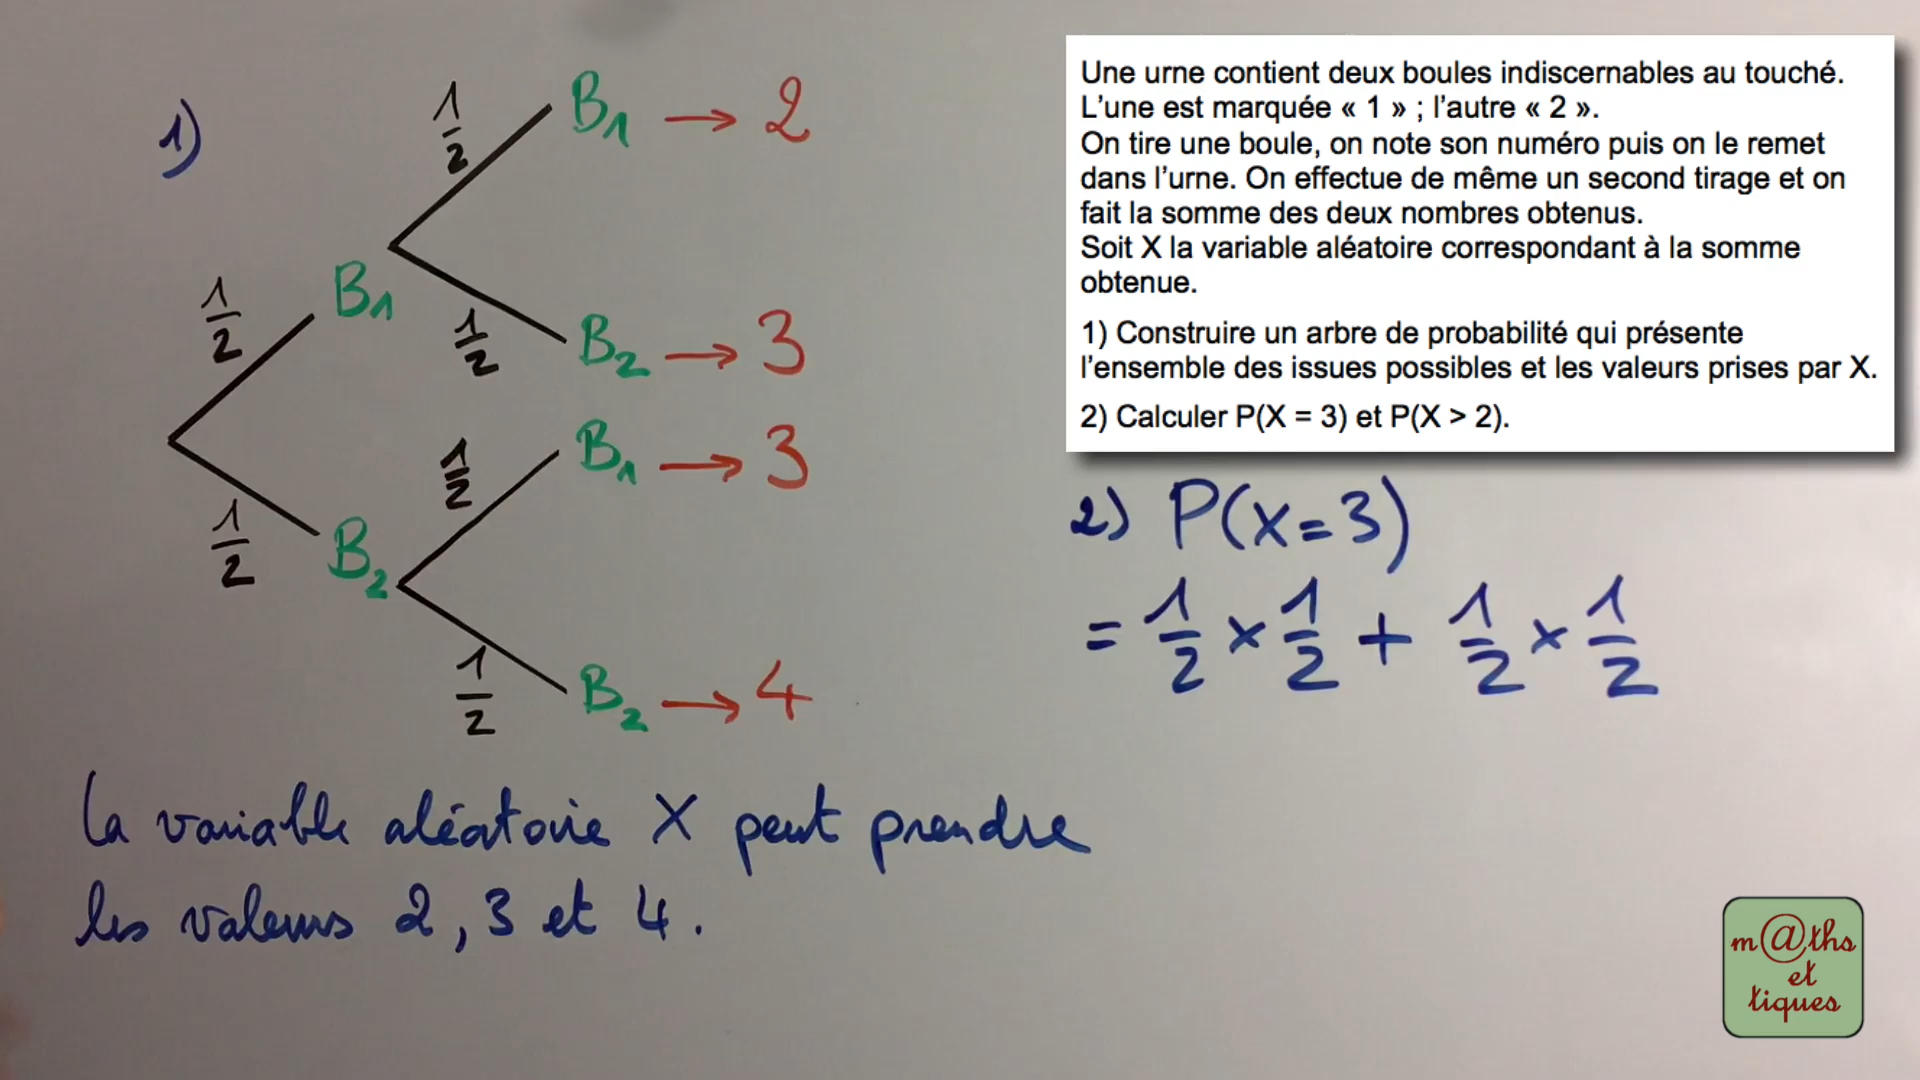 Une urne contient deux boules indiscernables au touché.
L'une est marquée « 1 » ; l'autre « 2 ».
On tire une boule, on note son numéro puis on le remet
dans l'urne. On effectue de même un second tirage et on
fait la somme des deux nombres obtenus.
Soit X la variable aléatoire correspondant à la somme
obtenue.
1) Construire un arbre de probabilité qui présente
l'ensemble des issues possibles et les valeurs prises par X.
2) Calculer P(X = 3) et P(X > 2).
1)
1/2 B1 → 2
1/2 B1
1/2 B2 → 3
1/2 B1 → 3
1/2 B2
1/2 B2 → 4
La variable aléatoire X peut prendre
les valeurs 2, 3 et 4.
2) P(X=3)
= 1/2 × 1/2 + 1/2 × 1/2
m@ths
et
tiques